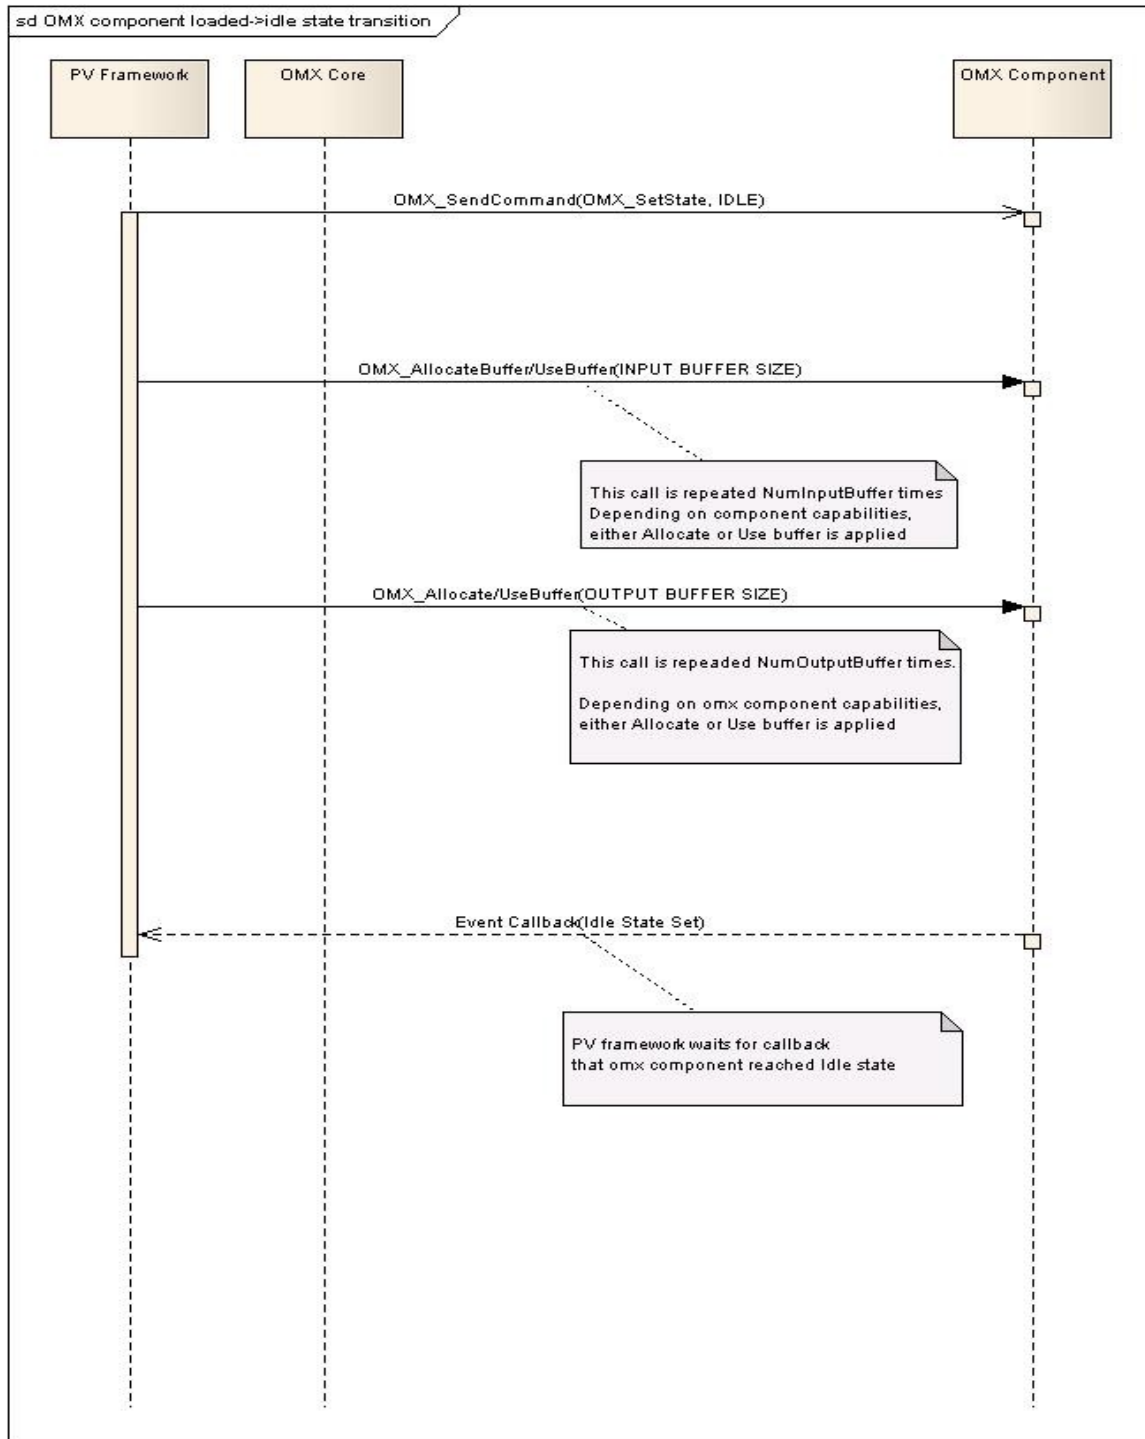 sd OMX component loaded->idle state transition
PV Framework
OMX Core
OMX Component
OMX_SendCommand(OMX_SetState, IDLE)
OMX_AllocateBuffer/UseBuffer(INPUT BUFFER SIZE)
This call is repeated NumInputBuffer times
Depending on component capabilities,
either Allocate or Use buffer is applied
OMX_Allocate/UseBuffer(OUTPUT BUFFER SIZE)
This call is repeaded NumOutputBuffer times.
Depending on omx component capabilities,
either Allocate or Use buffer is applied
Event Callback(Idle State Set)
PV framework waits for callback
that omx component reached Idle state